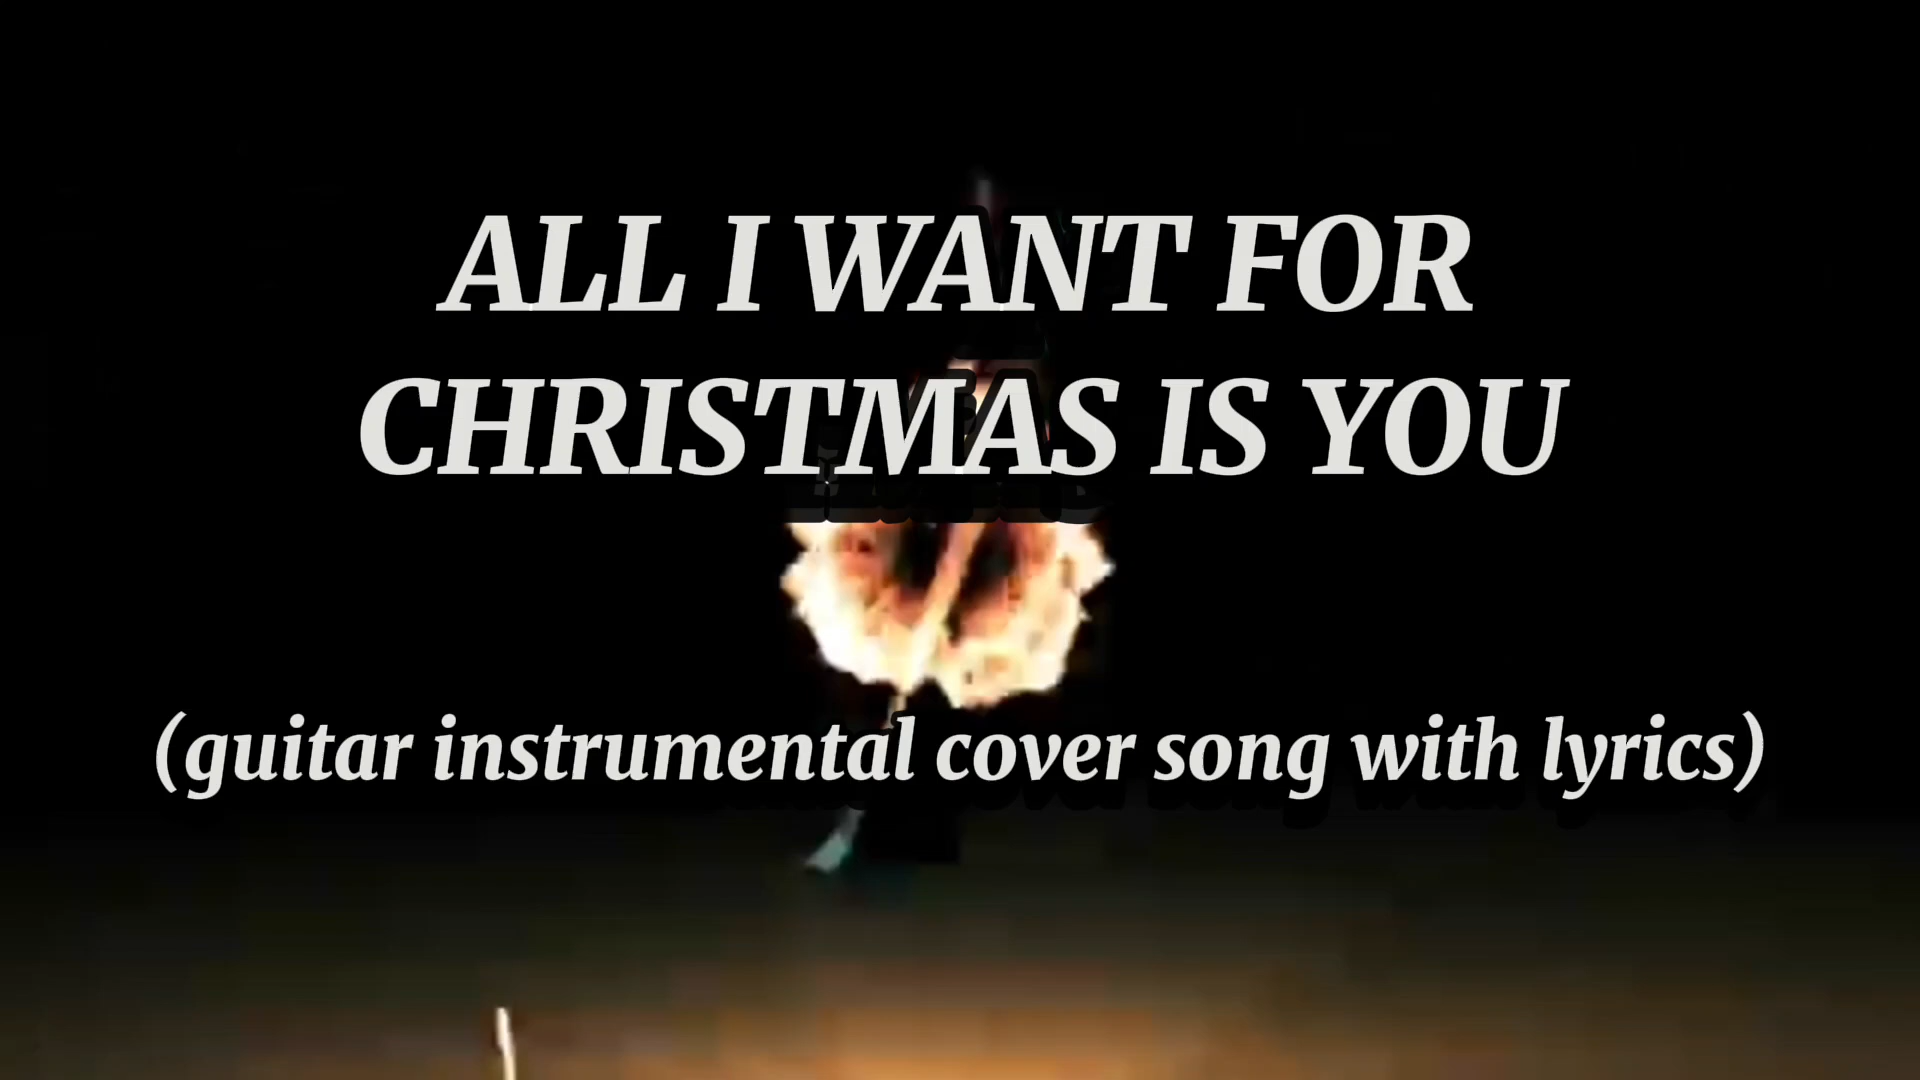 ALL I WANT FOR
CHRISTMAS IS YOU
(guitar instrumental cover song with lyrics)